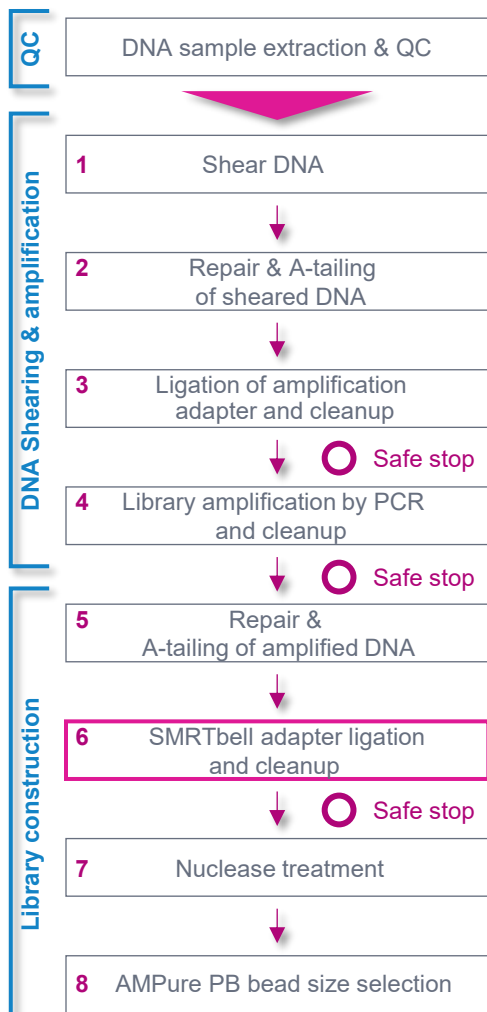 QC
DNA sample extraction & QC
DNA Shearing & amplification
1 Shear DNA
2 Repair & A-tailing
of sheared DNA
3 Ligation of amplification
adapter and cleanup
Safe stop
4 Library amplification by PCR
and cleanup
Safe stop
Library construction
5 Repair &
A-tailing of amplified DNA
6 SMRTbell adapter ligation
and cleanup
Safe stop
7 Nuclease treatment
8 AMPure PB bead size selection